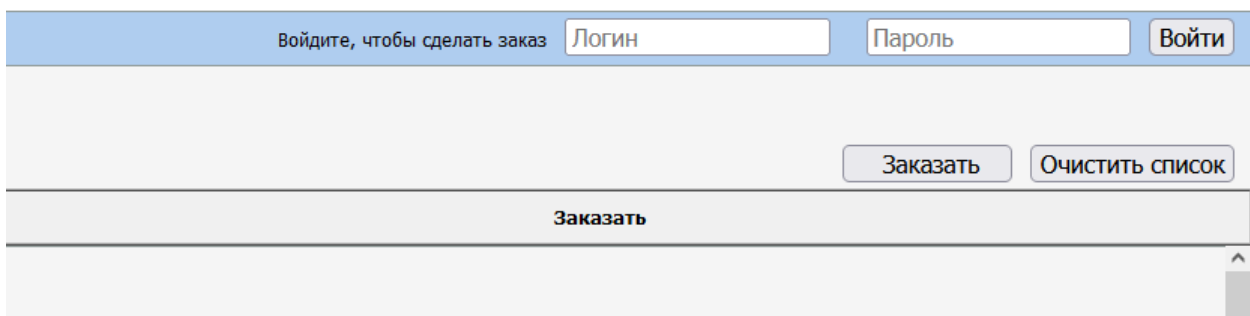 Войдите, чтобы сделать заказ Логин Пароль Войти
Заказать Очистить список
Заказать